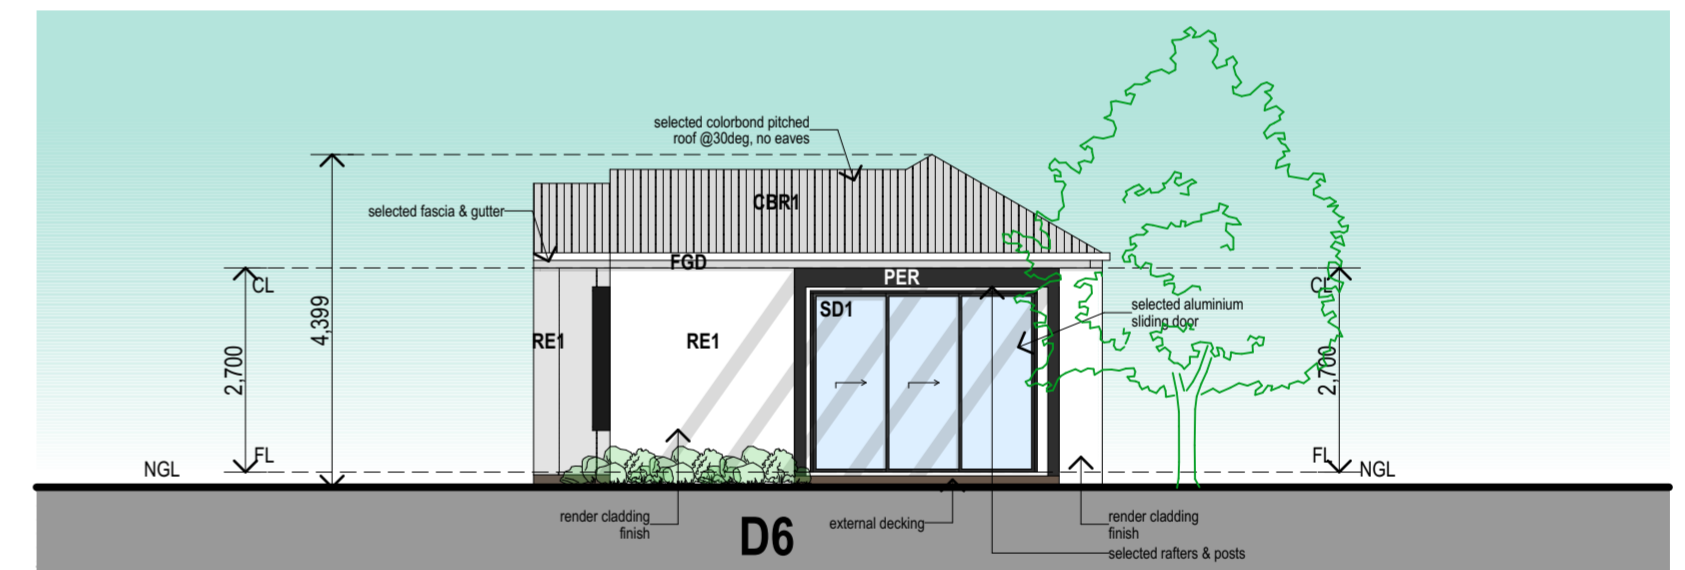 selected colorbond pitched
roof @30deg, no eaves
CBR1
selected fascia & gutter
FGD
PER
CL
CL
4,399
SD1
selected aluminium
sliding door
RE1
RE1
2,700
2,700
FL
FL
NGL
NGL
render cladding
finish
D6
external decking
render cladding
finish
selected rafters & posts